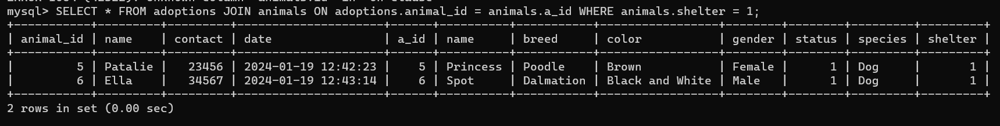 mysql> SELECT * FROM adoptions JOIN animals ON adoptions.animal_id = animals.a_id WHERE animals.shelter = 1;
+-----------+---------+---------+---------------------+------+----------+-----------+-----------------+--------+--------+---------+---------+
| animal_id | name    | contact | date                | a_id | name     | breed     | color           | gender | status | species | shelter |
+-----------+---------+---------+---------------------+------+----------+-----------+-----------------+--------+--------+---------+---------+
|         5 | Patalie |   23456 | 2024-01-19 12:42:23 |    5 | Princess | Poodle    | Brown           | Female |      1 | Dog     |       1 |
|         6 | Ella    |   34567 | 2024-01-19 12:43:14 |    6 | Spot     | Dalmation | Black and White | Male   |      1 | Dog     |       1 |
+-----------+---------+---------+---------------------+------+----------+-----------+-----------------+--------+--------+---------+---------+
2 rows in set (0.00 sec)